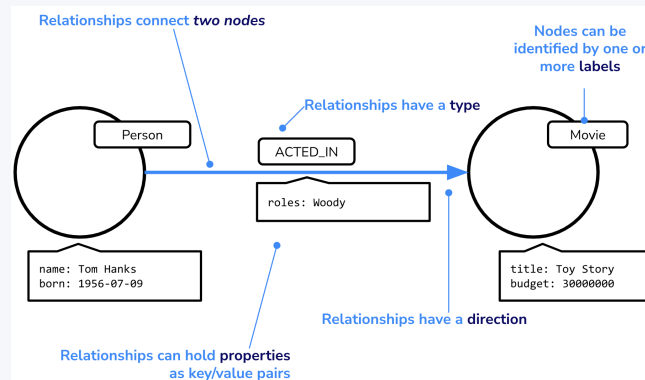 Relationships connect two nodes
Nodes can be
identified by one or
more labels
Relationships have a type
Person
ACTED_IN
Movie
roles: Woody
name: Tom Hanks
born: 1956-07-09
title: Toy Story
budget: 30000000
Relationships have a direction
Relationships can hold properties
as key/value pairs